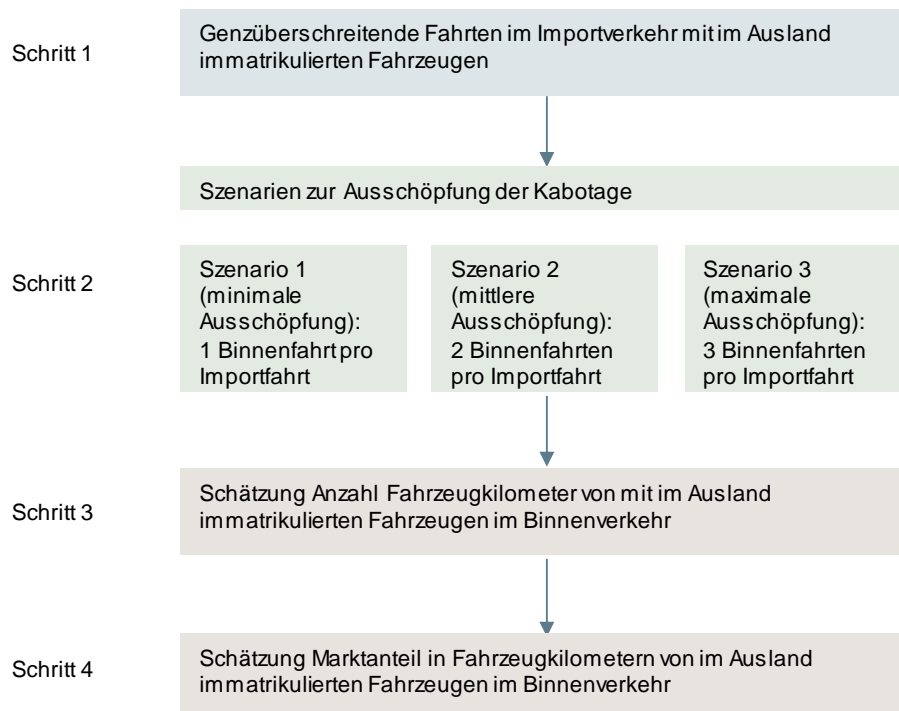 Schritt 1
Genzüberschreitende Fahrten im Importverkehr mit im Ausland
immatrikulierten Fahrzeugen
Szenarien zur Ausschöpfung der Kabotage
Schritt 2
Szenario 1
(minimale
Ausschöpfung):
1 Binnenfahrt pro
Importfahrt
Szenario 2
(mittlere
Ausschöpfung):
2 Binnenfahrten
pro Importfahrt
Szenario 3
(maximale
Ausschöpfung):
3 Binnenfahrten
pro Importfahrt
Schritt 3
Schätzung Anzahl Fahrzeugkilometer von mit im Ausland
immatrikulierten Fahrzeugen im Binnenverkehr
Schritt 4
Schätzung Marktanteil in Fahrzeugkilometern von im Ausland
immatrikulierten Fahrzeugen im Binnenverkehr